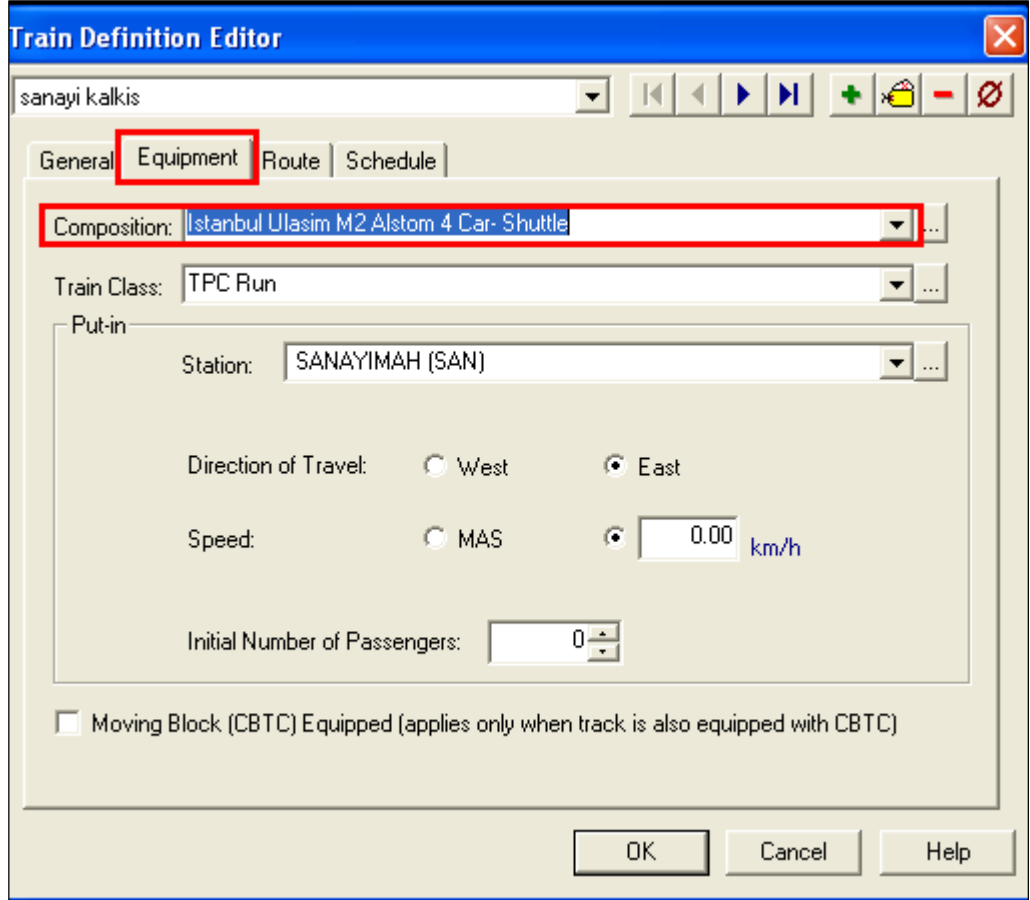 Train Definition Editor
sanayi kalkis
General Equipment Route Schedule
Composition: Istanbul Ulasim M2 Alstom 4 Car- Shuttle ...
Train Class: TPC Run ...
Put-in
Station: SANAYIMAH (SAN) ...
Direction of Travel: West East
Speed: MAS 0.00 km/h
Initial Number of Passengers: 0
Moving Block (CBTC) Equipped (applies only when track is also equipped with CBTC)
OK Cancel Help